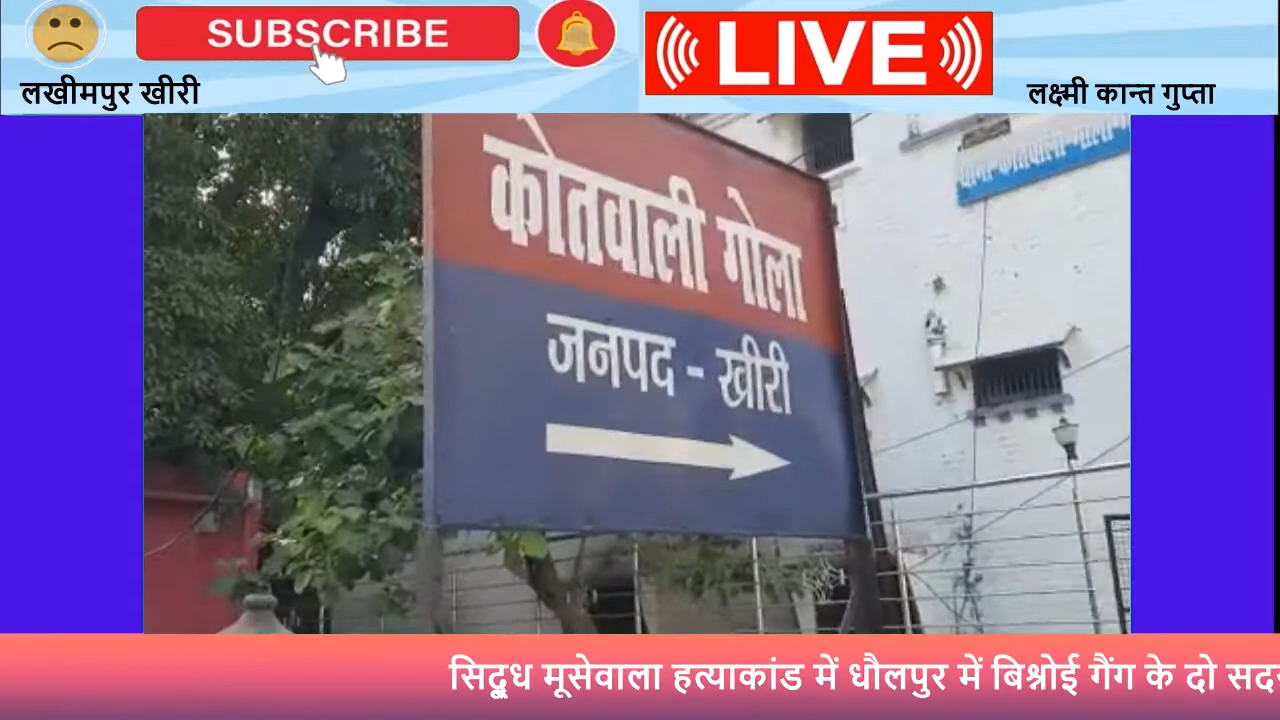 SUBSCRIBE
LIVE
लखीमपुर खीरी
लक्ष्मी कान्त गुप्ता
कोतवाली गोला
जनपद - खीरी
सिद्धू मूसेवाला हत्याकांड में धौलपुर में बिश्नोई गैंग के दो